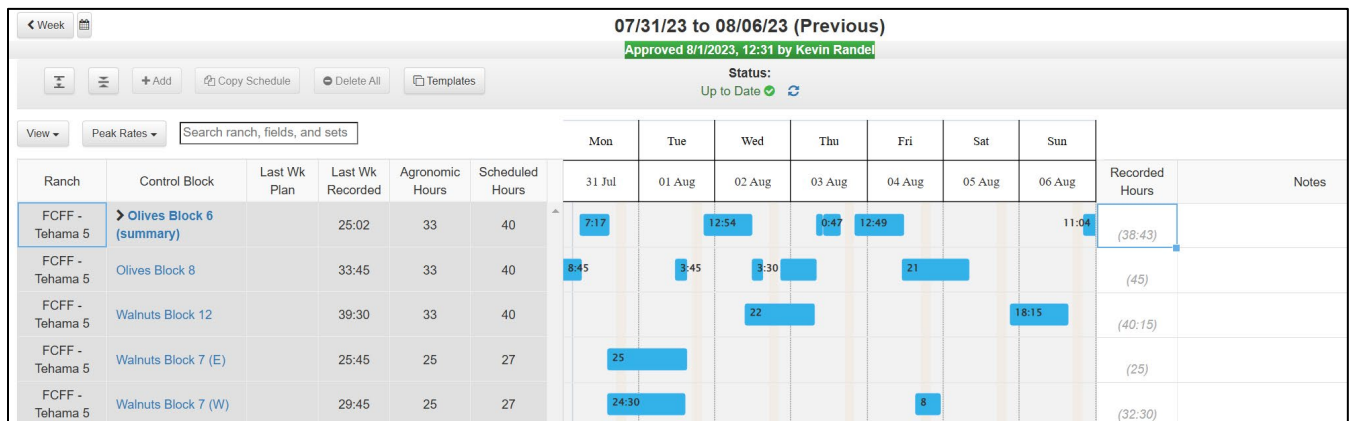 Week
07/31/23 to 08/06/23 (Previous)
Approved 8/1/2023, 12:31 by Kevin Randel
+ Add
Copy Schedule
Delete All
Templates
Status:
Up to Date
View
Peak Rates
Search ranch, fields, and sets
Mon Tue Wed Thu Fri Sat Sun
Ranch Control Block Last Wk Plan Last Wk Recorded Agronomic Hours Scheduled Hours 31 Jul 01 Aug 02 Aug 03 Aug 04 Aug 05 Aug 06 Aug Recorded Hours Notes
FCFF - Tehama 5 Olives Block 6 (summary) 25:02 33 40 7:17 12:54 0:47 12:49 11:04 (38:43)
FCFF - Tehama 5 Olives Block 8 33:45 33 40 8:45 3:45 3:30 21 (45)
FCFF - Tehama 5 Walnuts Block 12 39:30 33 40 22 18:15 (40:15)
FCFF - Tehama 5 Walnuts Block 7 (E) 25:45 25 27 25 (25)
FCFF - Tehama 5 Walnuts Block 7 (W) 29:45 25 27 24:30 8 (32:30)